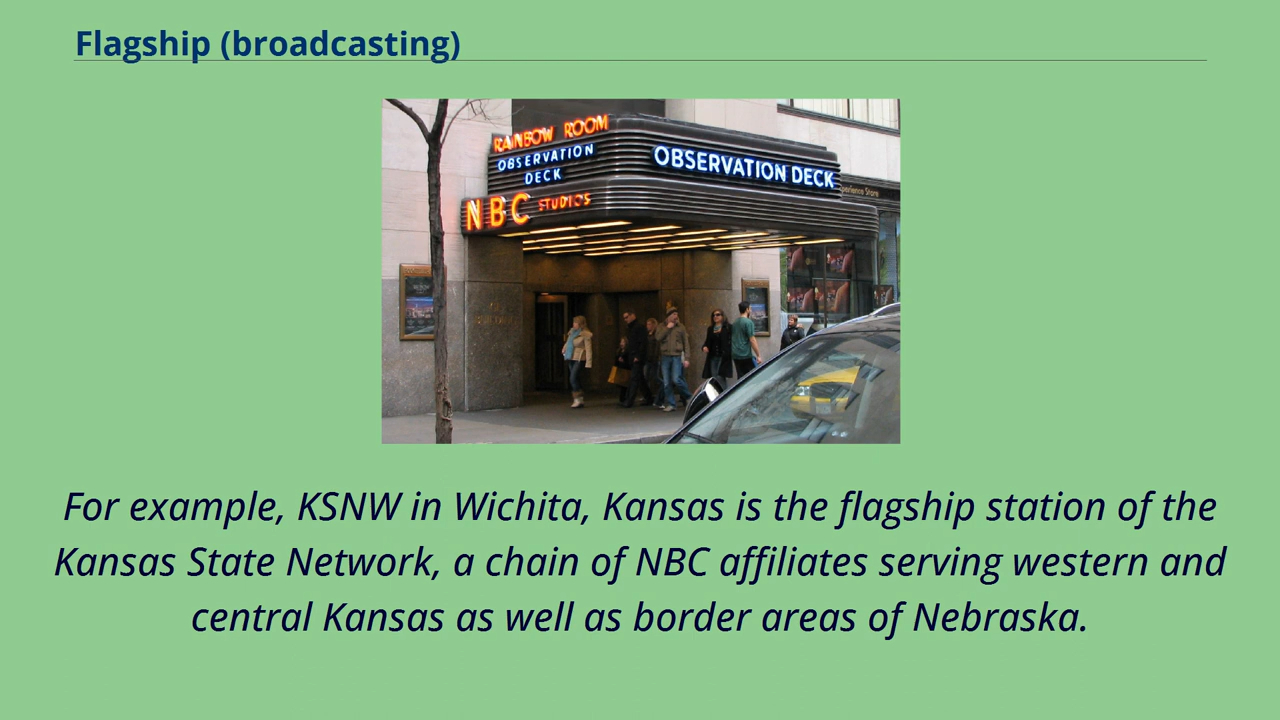 Flagship (broadcasting)
RAINBOW ROOM
OBSERVATION
DECK
OBSERVATION DECK
NBC STUDIOS
For example, KSNW in Wichita, Kansas is the flagship station of the
Kansas State Network, a chain of NBC affiliates serving western and
central Kansas as well as border areas of Nebraska.